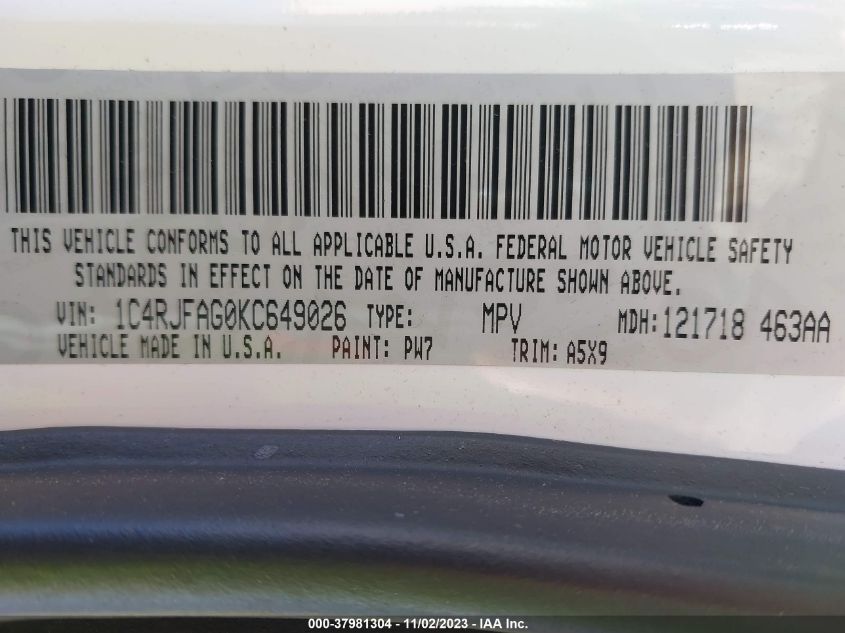 THIS VEHICLE CONFORMS TO ALL APPLICABLE U.S.A. FEDERAL MOTOR VEHICLE SAFETY
STANDARDS IN EFFECT ON THE DATE OF MANUFACTURE SHOWN ABOVE.
VIN: 1C4RJFAG0KC649026 TYPE: MPV MDH:121718 463AA
VEHICLE MADE IN U.S.A. PAINT: PW7 TRIM: A5X9
000-37981304 - 11/02/2023 - IAA Inc.